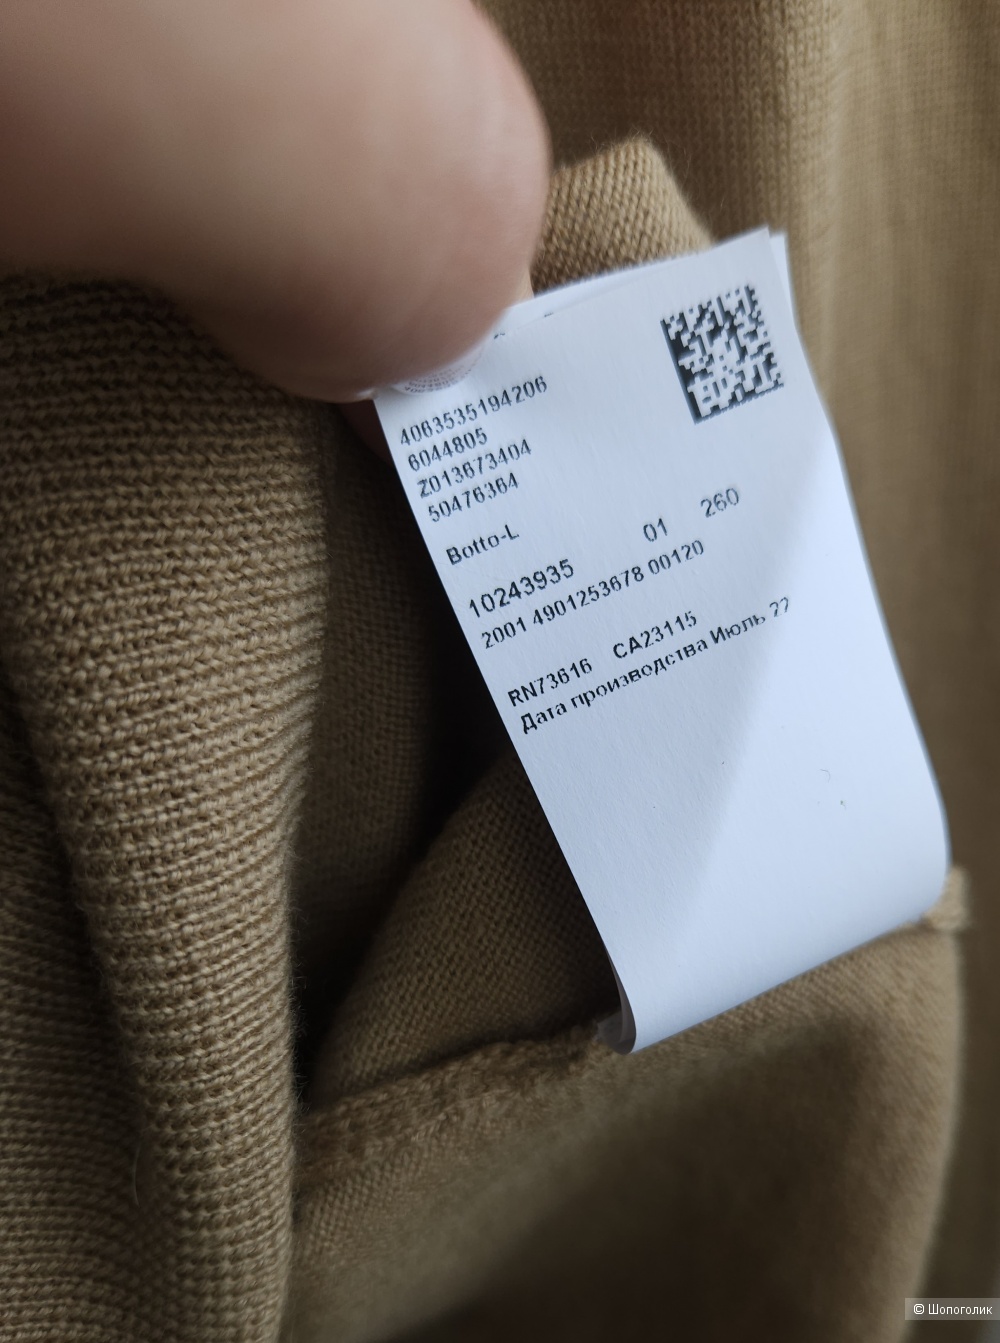 4063535194206
6044805
Z013673404
50476364
Botto-L 01 260
10243935
2001 4901253678 00120
RN73616 CA23115
Дата производства Июль 22
© Шопоголик